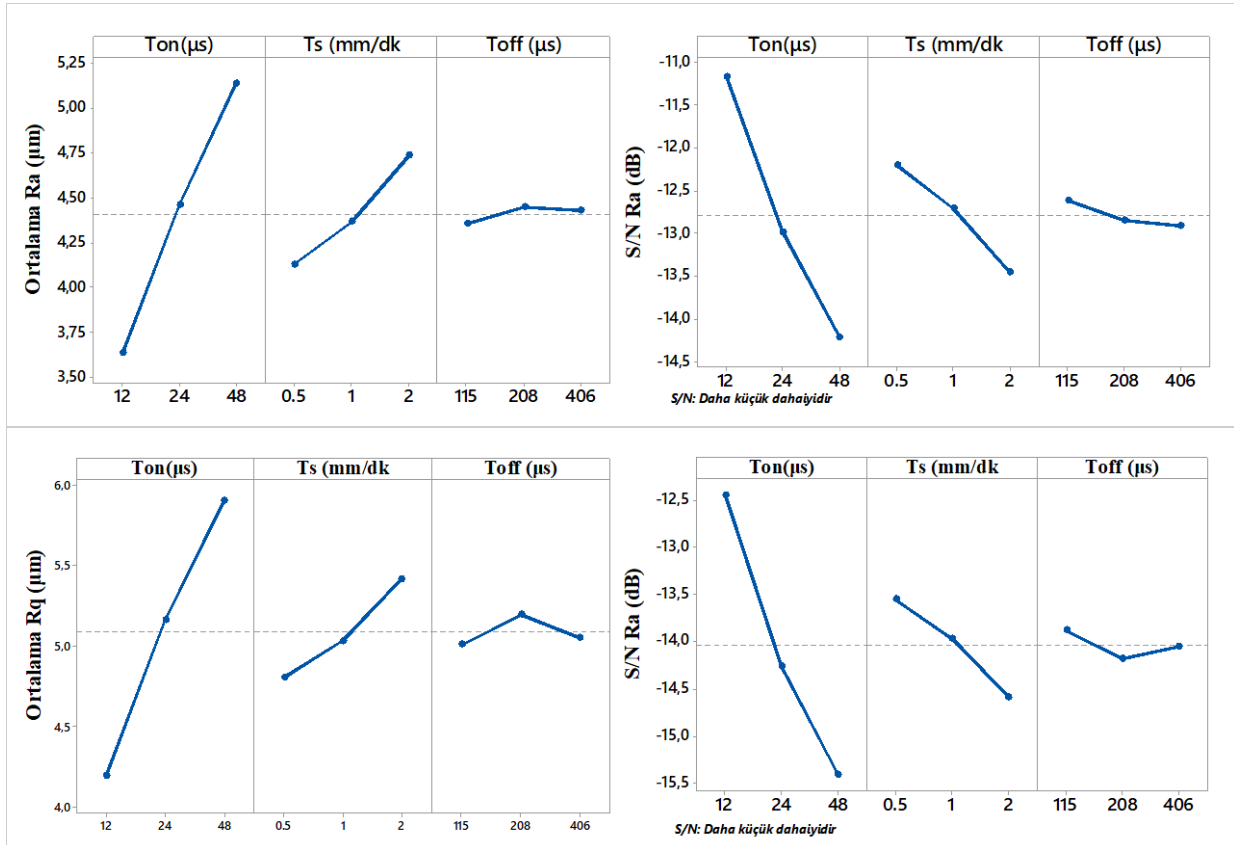 Ton(µs) Ts (mm/dk Toff (µs)
Ortalama Ra (µm)
5,25
5,00
4,75
4,50
4,25
4,00
3,75
3,50
12 24 48 0.5 1 2 115 208 406
Ton(µs) Ts (mm/dk Toff (µs)
S/N Ra (dB)
-11,0
-11,5
-12,0
-12,5
-13,0
-13,5
-14,0
-14,5
12 24 48 0.5 1 2 115 208 406
S/N: Daha küçük dahaiyidir
Ton(µs) Ts (mm/dk Toff (µs)
Ortalama Rq (µm)
6,0
5,5
5,0
4,5
4,0
12 24 48 0.5 1 2 115 208 406
Ton(µs) Ts (mm/dk Toff (µs)
S/N Ra (dB)
-12,5
-13,0
-13,5
-14,0
-14,5
-15,0
-15,5
12 24 48 0.5 1 2 115 208 406
S/N: Daha küçük dahaiyidir